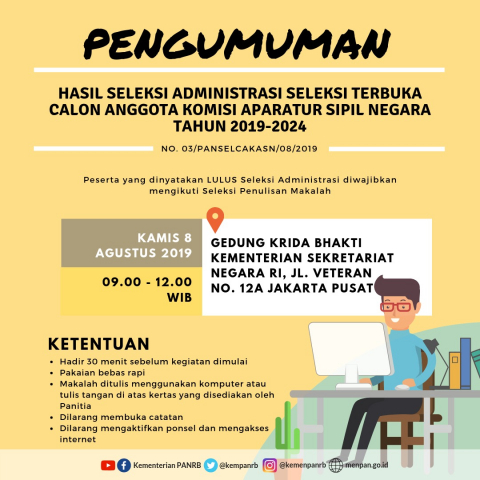 PENGUMUMAN
HASIL SELEKSI ADMINISTRASI SELEKSI TERBUKA
CALON ANGGOTA KOMISI APARATUR SIPIL NEGARA
TAHUN 2019-2024
NO. 03/PANSELCAKASN/08/2019
Peserta yang dinyatakan LULUS Seleksi Administrasi diwajibkan
mengikuti Seleksi Penulisan Makalah
KAMIS 8
AGUSTUS 2019
09.00 - 12.00
WIB
GEDUNG KRIDA BHAKTI
KEMENTERIAN SEKRETARIAT
NEGARA RI, JL. VETERAN
NO. 12A JAKARTA PUSAT
KETENTUAN
• Hadir 30 menit sebelum kegiatan dimulai
• Pakaian bebas rapi
• Makalah ditulis menggunakan komputer atau
tulis tangan di atas kertas yang disediakan oleh
Panitia
• Dilarang membuka catatan
• Dilarang mengaktifkan ponsel dan mengakses
internet
Kementerian PANRB @kempanrb @kemenpanrb menpan.go.id